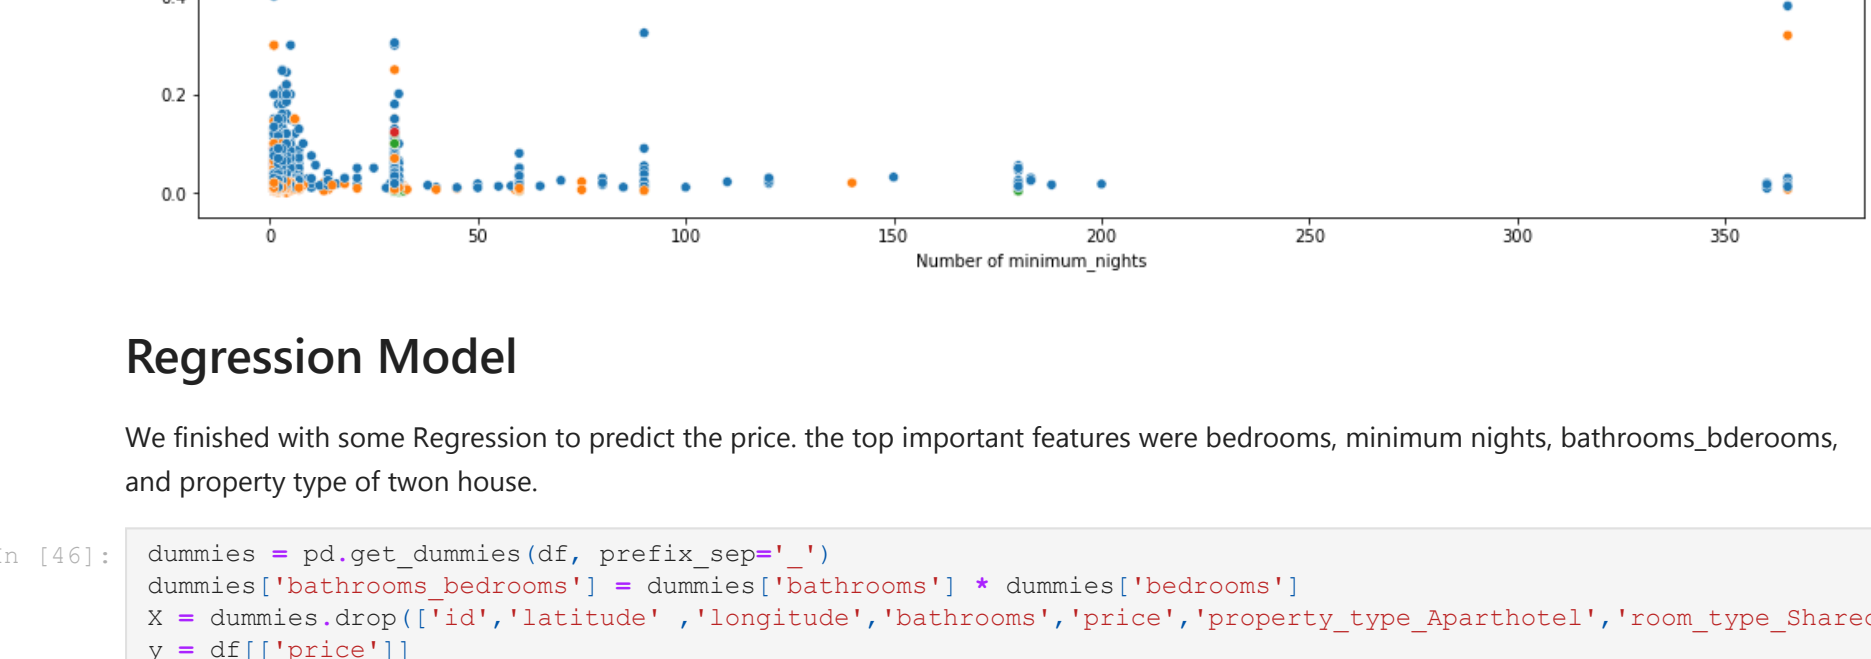 0.4
0.2
0.0
0 50 100 150 200 250 300 350
Number of minimum_nights
Regression Model
We finished with some Regression to predict the price. the top important features were bedrooms, minimum nights, bathrooms_bderooms,
and property type of twon house.
n [46]:
dummies = pd.get_dummies(df, prefix_sep='_')
dummies['bathrooms_bedrooms'] = dummies['bathrooms'] * dummies['bedrooms']
X = dummies.drop(['id','latitude' ,'longitude','bathrooms','price','property_type_Aparthotel','room_type_Shared
y = df[['price']]